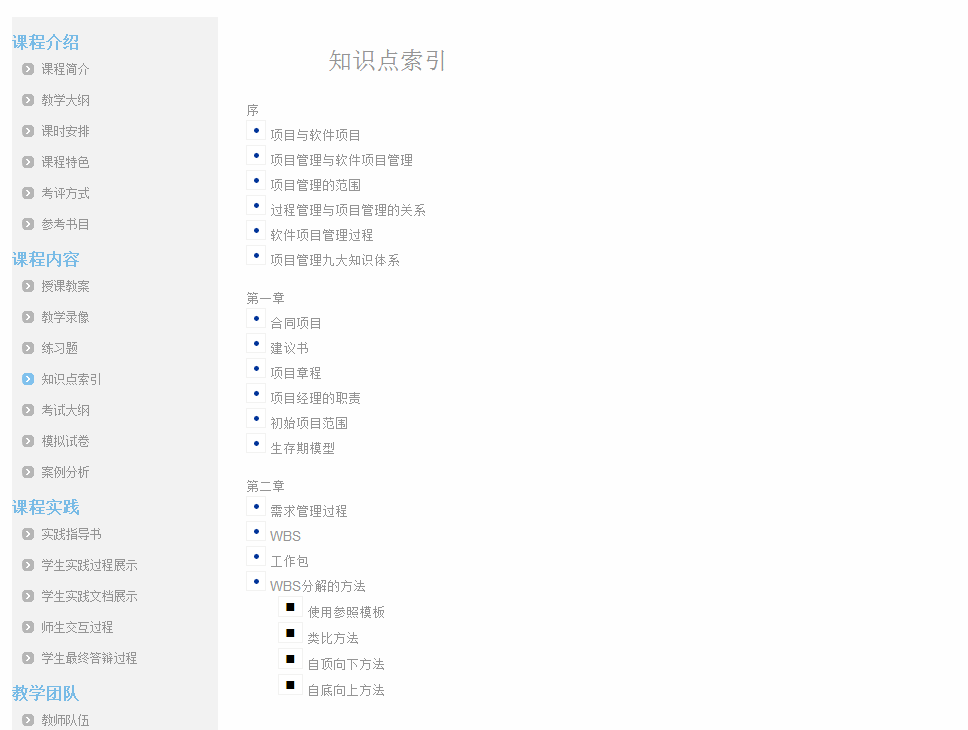 课程介绍
课程简介
教学大纲
课时安排
课程特色
考评方式
参考书目
课程内容
授课教案
教学录像
练习题
知识点索引
考试大纲
模拟试卷
案例分析
课程实践
实践指导书
学生实践过程展示
学生实践文档展示
师生交互过程
学生最终答辩过程
教学团队
教师队伍
知识点索引
序
项目与软件项目
项目管理与软件项目管理
项目管理的范围
过程管理与项目管理的关系
软件项目管理过程
项目管理九大知识体系
第一章
合同项目
建议书
项目章程
项目经理的职责
初始项目范围
生存期模型
第二章
需求管理过程
WBS
工作包
WBS分解的方法
使用参照模板
类比方法
自顶向下方法
自底向上方法